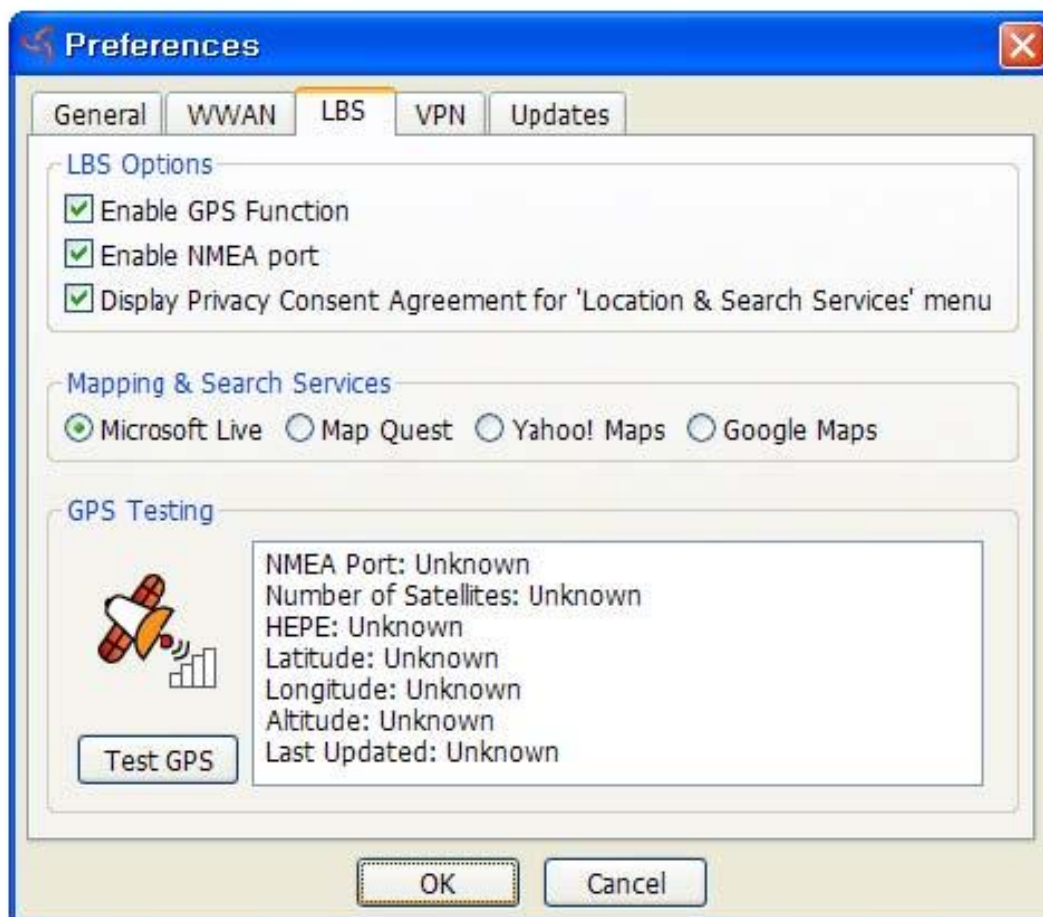 Preferences
General WWAN LBS VPN Updates
LBS Options
Enable GPS Function
Enable NMEA port
Display Privacy Consent Agreement for 'Location & Search Services' menu
Mapping & Search Services
Microsoft Live Map Quest Yahoo! Maps Google Maps
GPS Testing
NMEA Port: Unknown
Number of Satellites: Unknown
HEPE: Unknown
Latitude: Unknown
Longitude: Unknown
Altitude: Unknown
Last Updated: Unknown
Test GPS
OK Cancel